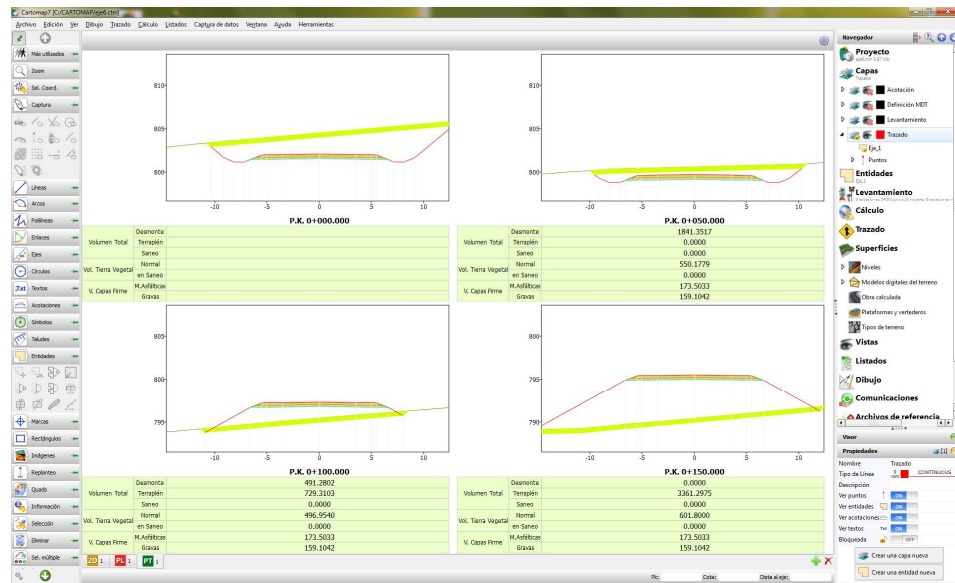 Cartomap7 [C:/CARTOMAP/eje6.ctm]
Archivo Edición Ver Dibujo Trazado Cálculo Listados Captura de datos Ventana Ayuda Herramientas
Más utilizados
Zoom
Sel. Coord.
Captura
Líneas
Arcos
Polilíneas
Enlaces
Ejes
Círculos
.Txt Textos
Acotaciones
Símbolos
Taludes
Entidades
Marcas
Rectángulos
Imágenes
Replanteo
Quads
Información
Selección
Eliminar
Sel. múltiple
810
805
800
-10 -5 0 5 10
P.K. 0+000.000
Volumen Total
Desmonte
Terraplén
Saneo
Vol. Tierra Vegetal
Normal
en Saneo
V. Capas Firme
M.Asfálticas
Gravas
810
805
800
-10 -5 0 5 10
P.K. 0+050.000
Volumen Total
Desmonte 1841.3517
Terraplén 0.0000
Saneo 0.0000
Vol. Tierra Vegetal
Normal 550.1779
en Saneo 0.0000
V. Capas Firme
M.Asfálticas 173.5033
Gravas 159.1042
805
800
790
-10 -5 0 5 10
P.K. 0+100.000
Volumen Total
Desmonte 491.2802
Terraplén 729.3103
Saneo 0.0000
Vol. Tierra Vegetal
Normal 496.9540
en Saneo 0.0000
V. Capas Firme
M.Asfálticas 173.5033
Gravas 159.1042
800
795
790
-10 -5 0 5 10
P.K. 0+150.000
Volumen Total
Desmonte 0.0000
Terraplén 3361.2975
Saneo 0.0000
Vol. Tierra Vegetal
Normal 601.8000
en Saneo 0.0000
V. Capas Firme
M.Asfálticas 173.5033
Gravas 159.1042
2D 1 PL 1 PT 1
Pk: Cota: Dista al eje:
Navegador
Proyecto
Capas
Trazado
Acotación
Definición MDT
Levantamiento
Trazado
Eje_1
Puntos
Entidades
Eje_1
Levantamiento
Cálculo
Trazado
Superficies
Niveles
Modelos digitales del terreno
Obra calculada
Plataformas y vertederos
Tipos de terreno
Vistas
Listados
Dibujo
Comunicaciones
Archivos de referencia
Visor
Propiedades [1]
Nombre Trazado
Tipo de Línea CONTINUOUS
Descripción
Ver puntos ON
Ver entidades ON
Ver acotaciones ON
Ver textos ON
Bloqueada OFF
Crear una capa nueva
Crear una entidad nueva